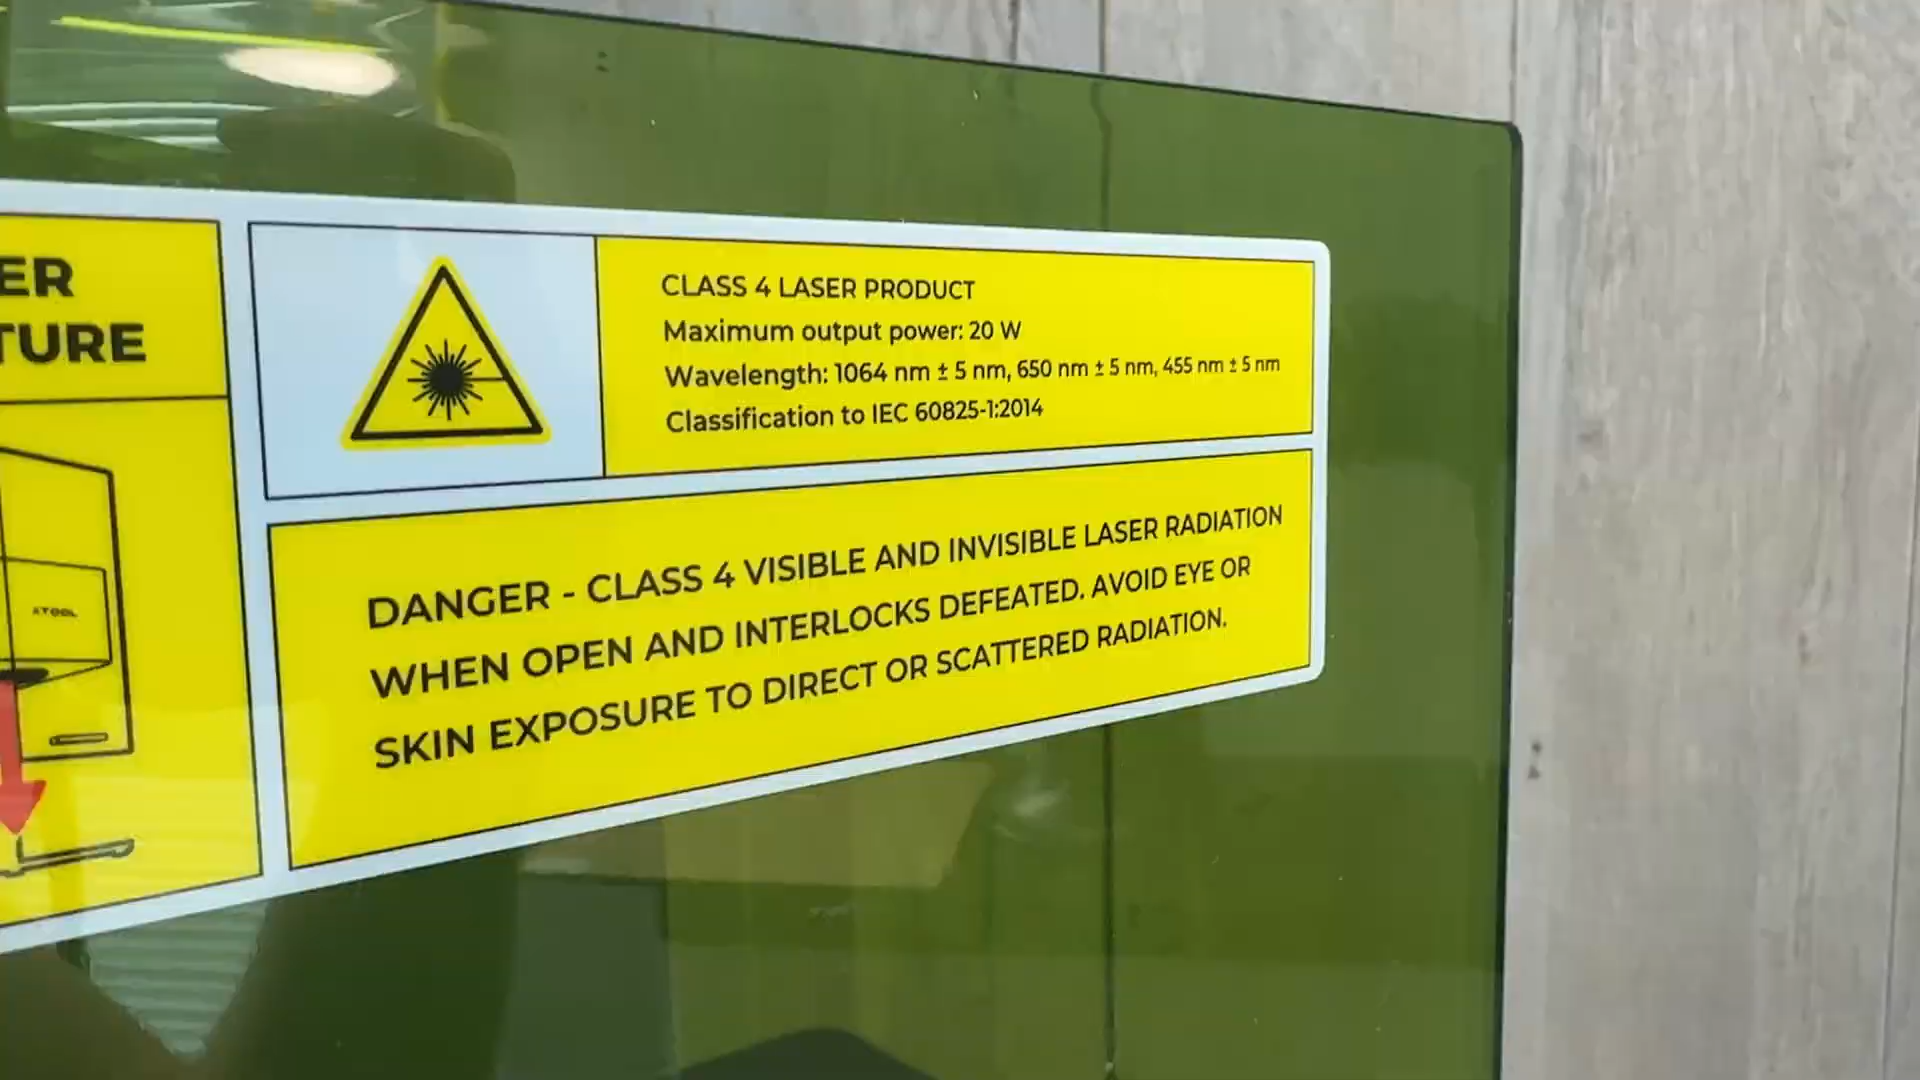 ER
TURE
XTOOL
CLASS 4 LASER PRODUCT
Maximum output power: 20 W
Wavelength: 1064 nm ± 5 nm, 650 nm ± 5 nm, 455 nm ± 5 nm
Classification to IEC 60825-1:2014
DANGER - CLASS 4 VISIBLE AND INVISIBLE LASER RADIATION
WHEN OPEN AND INTERLOCKS DEFEATED. AVOID EYE OR
SKIN EXPOSURE TO DIRECT OR SCATTERED RADIATION.